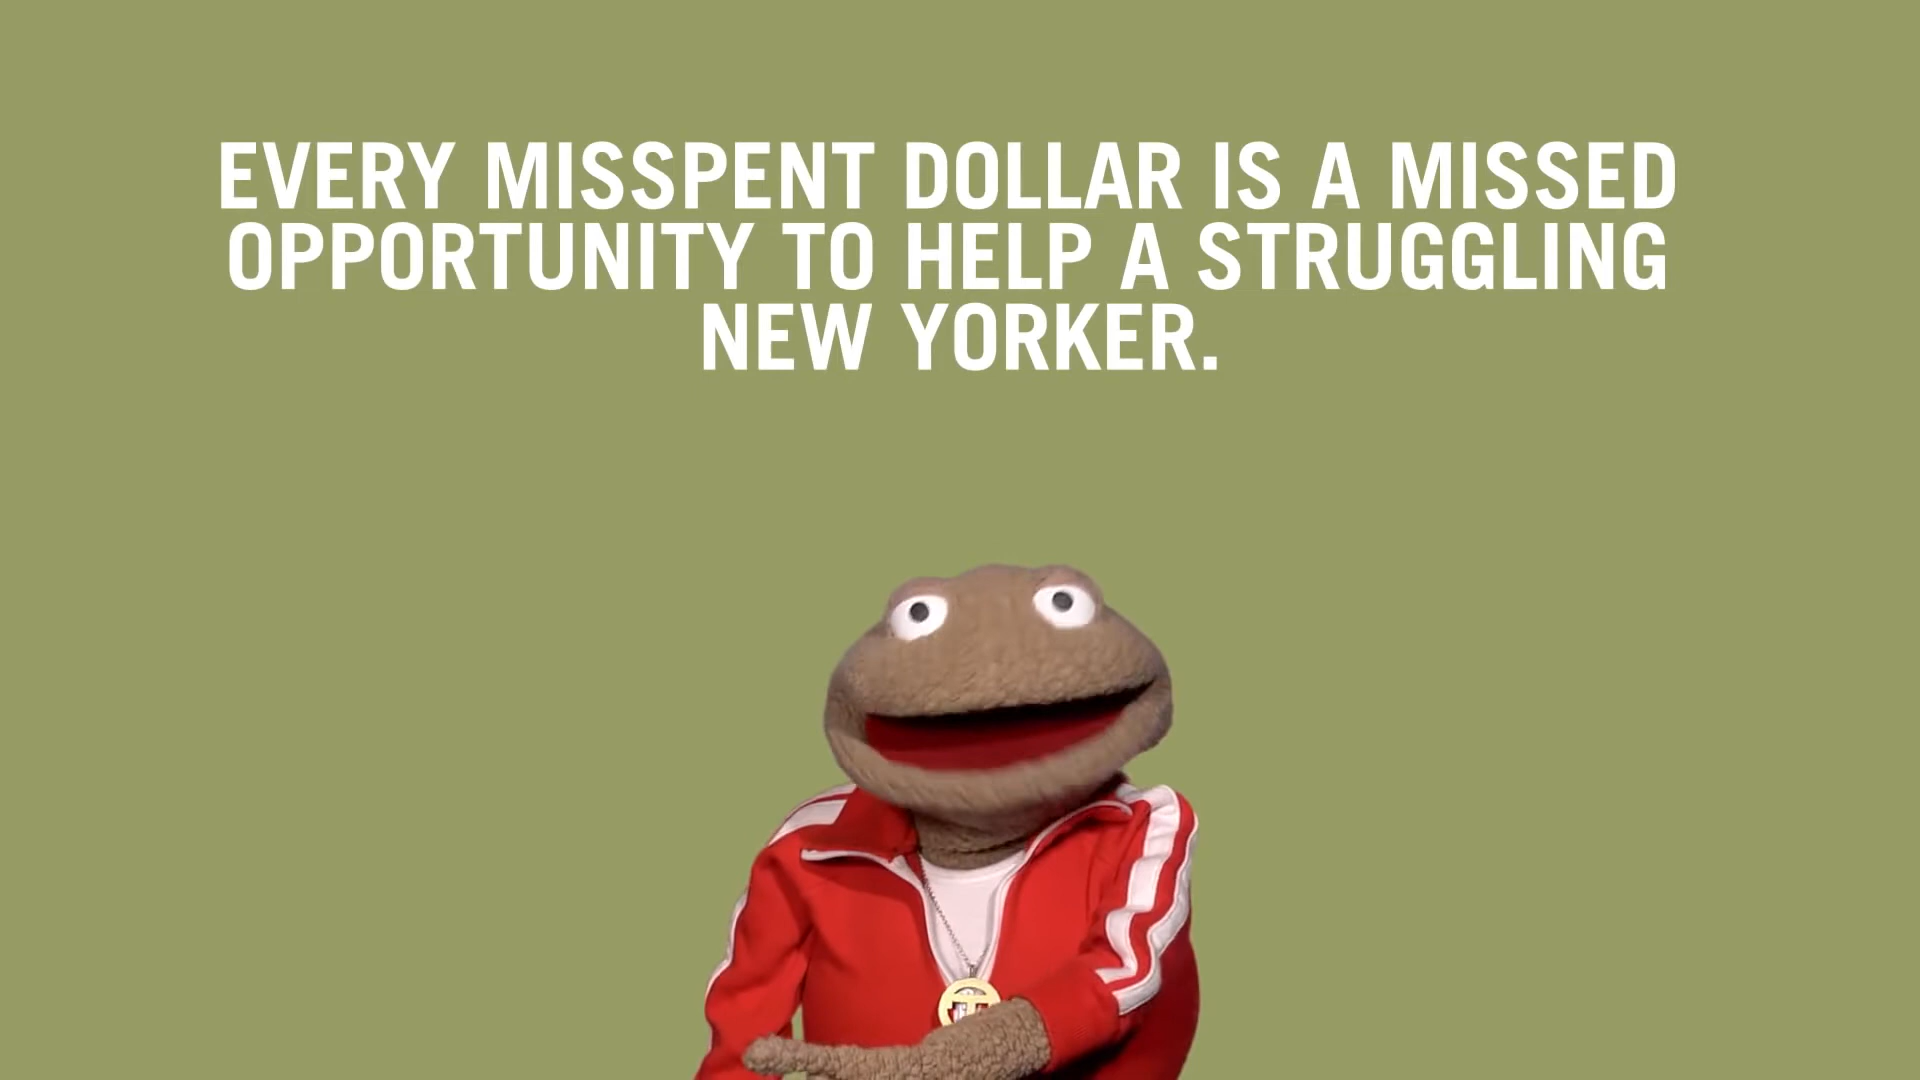 EVERY MISSPENT DOLLAR IS A MISSED
OPPORTUNITY TO HELP A STRUGGLING
NEW YORKER.